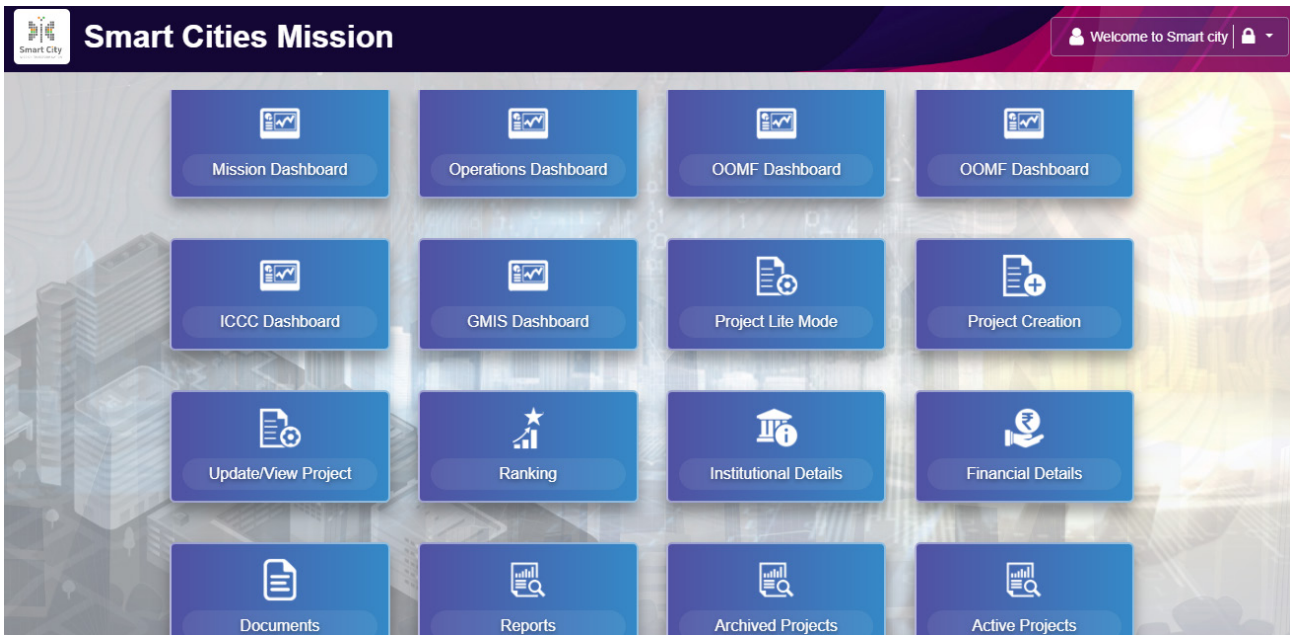 Smart City
Smart Cities Mission
Welcome to Smart city
Mission Dashboard
Operations Dashboard
OOMF Dashboard
OOMF Dashboard
ICCC Dashboard
GMIS Dashboard
Project Lite Mode
Project Creation
Update/View Project
Ranking
Institutional Details
Financial Details
Documents
Reports
Archived Projects
Active Projects